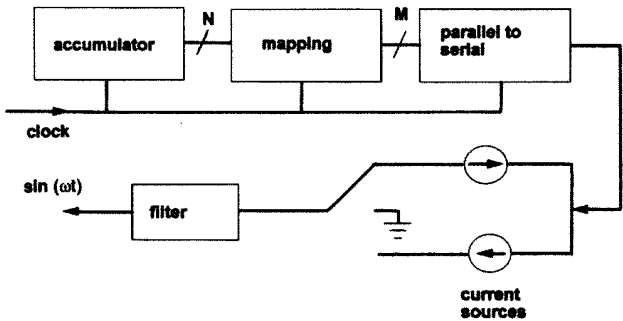 accumulator
N
mapping
M
parallel to
serial
clock
sin (ωt)
filter
current
sources